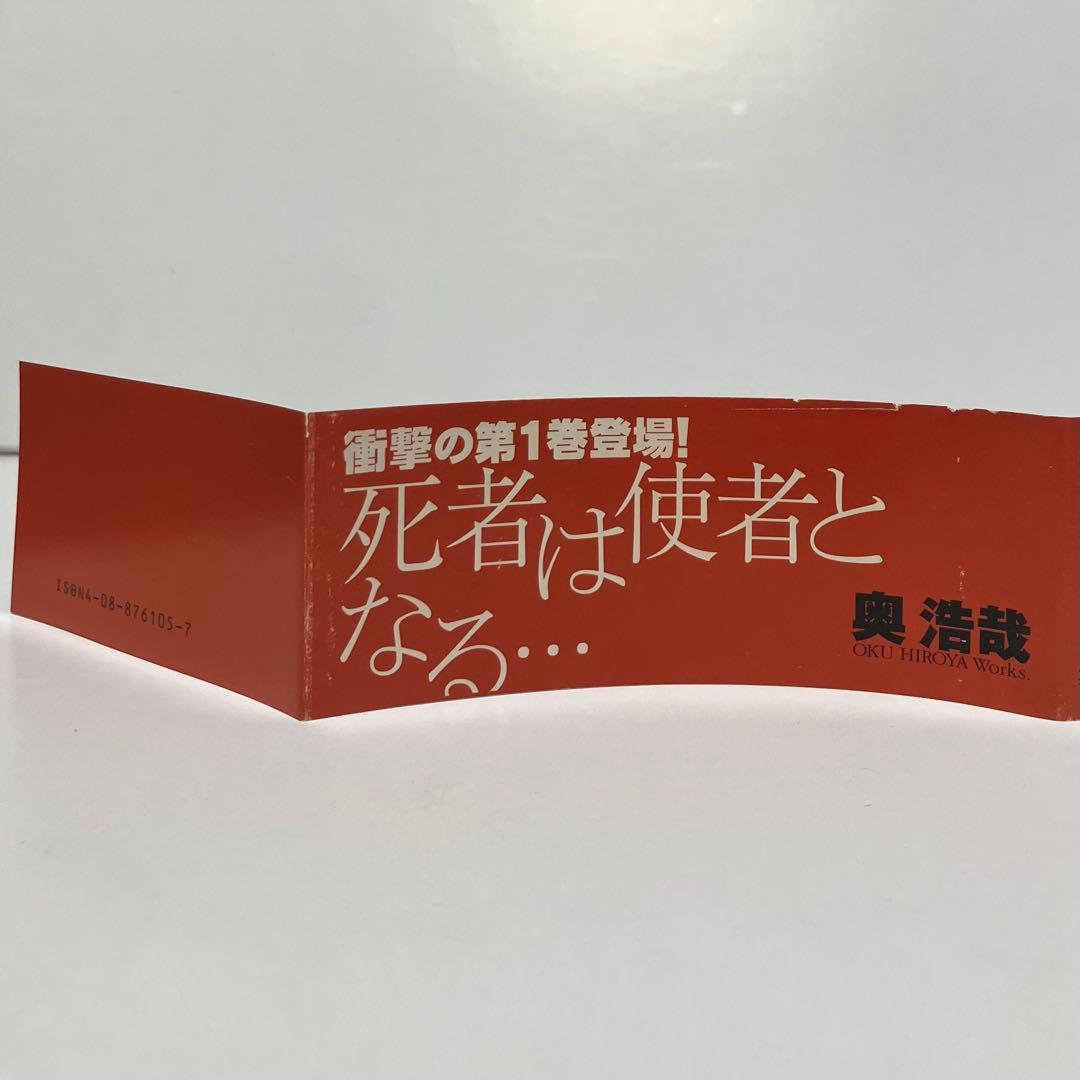 ISBN4-08-876105-7
衝撃の第1巻登場!
死者は使者と
なる…
奥 浩哉
OKU HIROYA Works.